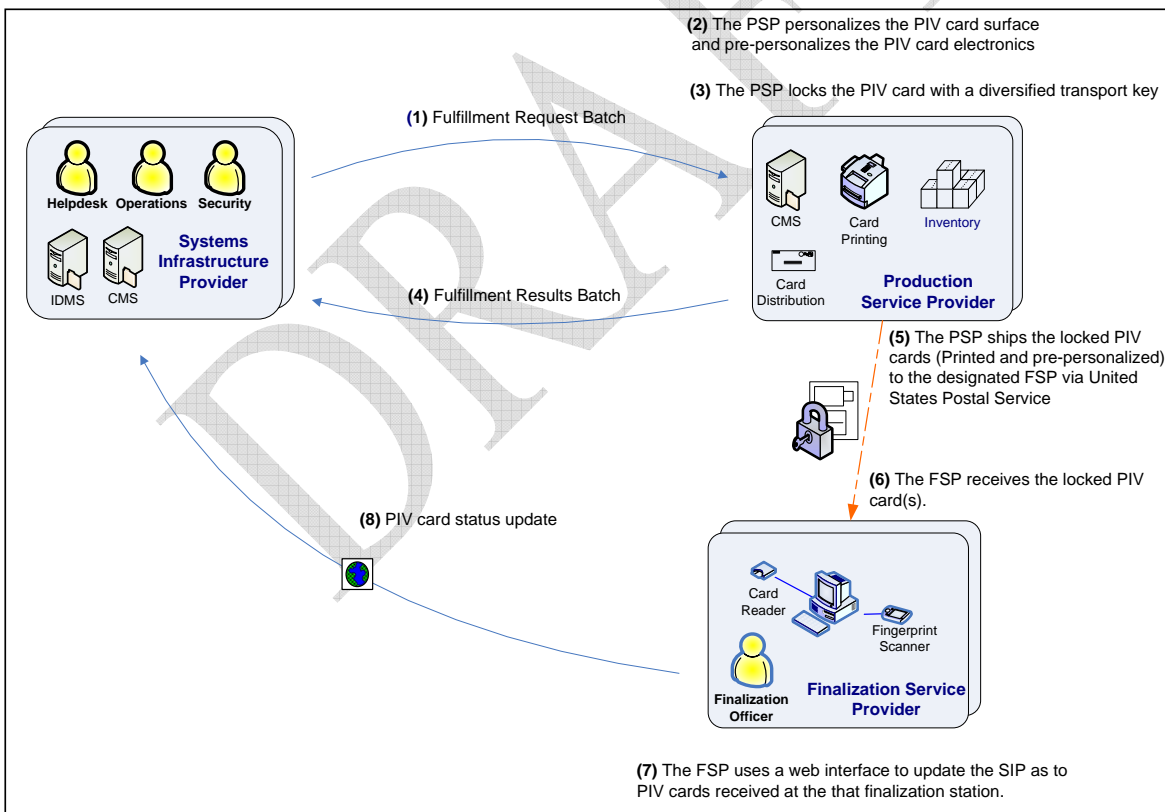 (2) The PSP personalizes the PIV card surface
and pre-personalizes the PIV card electronics
(3) The PSP locks the PIV card with a diversified transport key
(1) Fulfillment Request Batch
Helpdesk Operations Security
Systems
Infrastructure
Provider
IDMS
CMS
CMS
Card
Printing
Inventory
Card
Distribution
Production
Service Provider
(4) Fulfillment Results Batch
(5) The PSP ships the locked PIV
cards (Printed and pre-personalized)
to the designated FSP via United
States Postal Service
(6) The FSP receives the locked PIV
card(s).
(8) PIV card status update
Card
Reader
Fingerprint
Scanner
Finalization
Officer
Finalization Service
Provider
(7) The FSP uses a web interface to update the SIP as to
PIV cards received at the that finalization station.